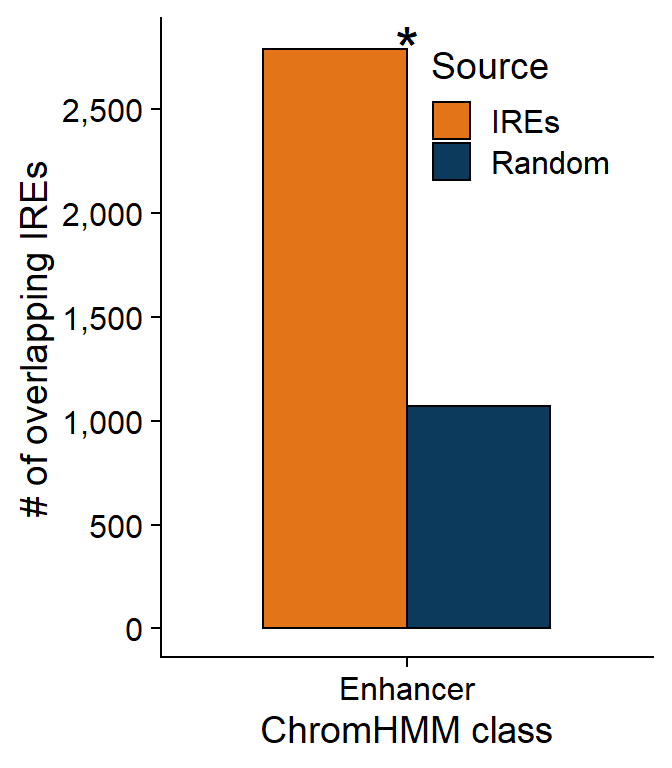 *
Source
IREs
Random
# of overlapping IREs
2,500
2,000
1,500
1,000
500
0
Enhancer
ChromHMM class